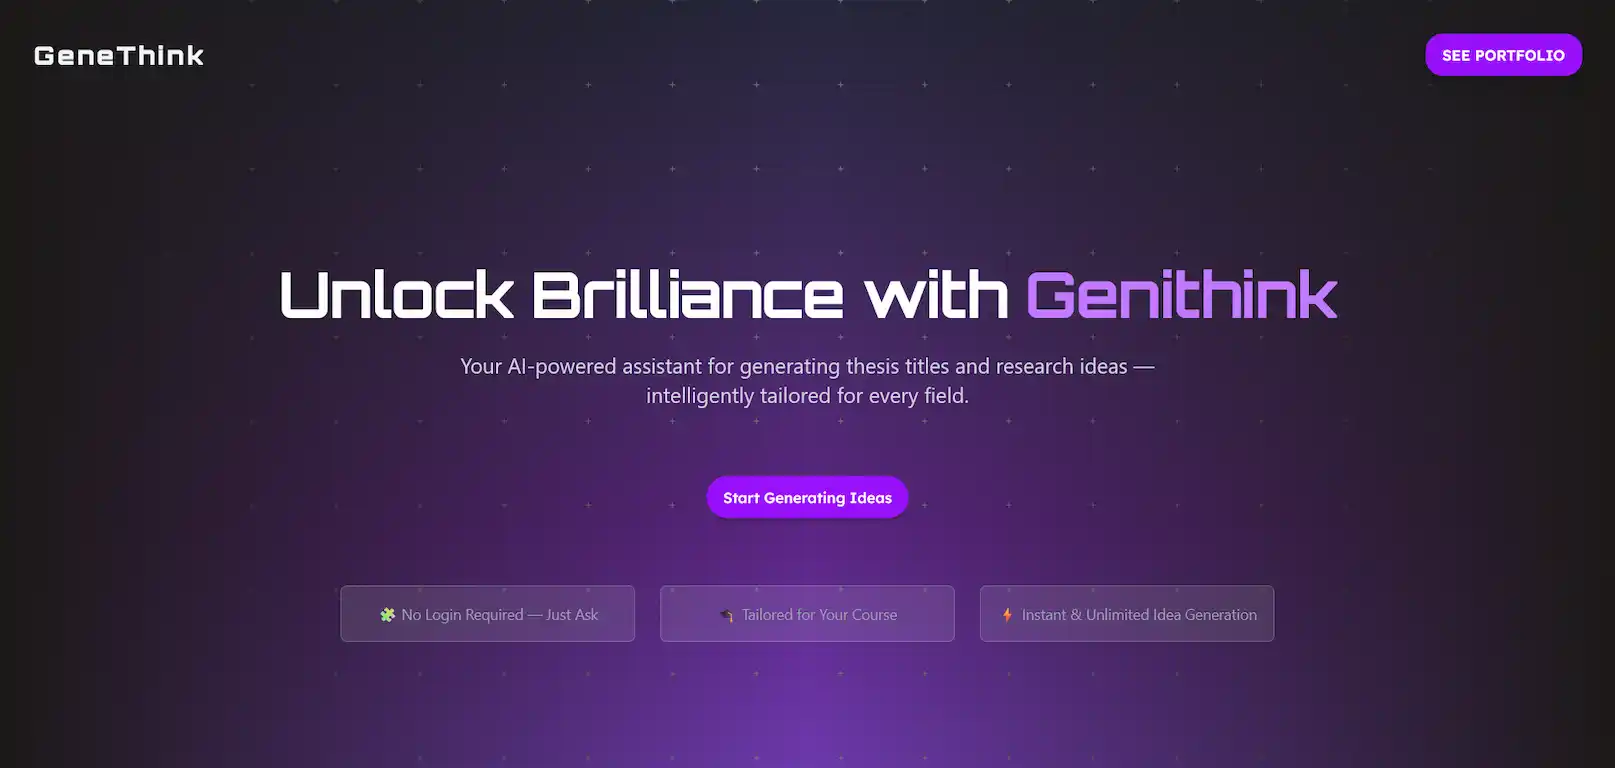 GeneThink
SEE PORTFOLIO
Unlock Brilliance with Genithink
Your AI-powered assistant for generating thesis titles and research ideas —
intelligently tailored for every field.
Start Generating Ideas
🧩 No Login Required — Just Ask
🎓 Tailored for Your Course
⚡ Instant & Unlimited Idea Generation